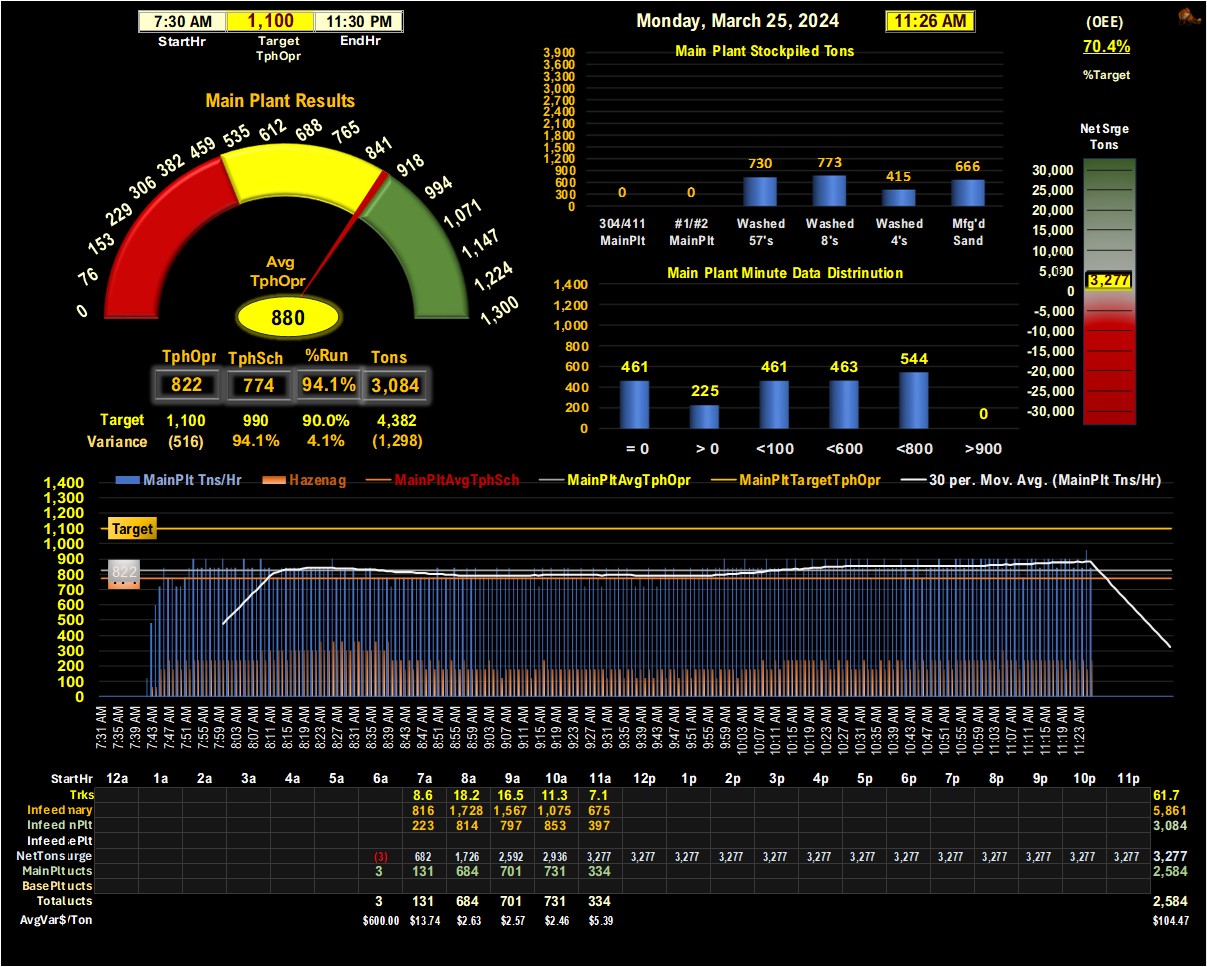 7:30 AM 1,100 11:30 PM
StartHr Target TphOpr EndHr
Monday, March 25, 2024 11:26 AM
(OEE)
70.4%
%Target
Main Plant Results
0 76 153 229 306 382 459 535 612 688 765 841 918 994 1,071 1,147 1,224 1,300
Avg
TphOpr
880
TphOpr TphSch %Run Tons
822 774 94.1% 3,084
Target 1,100 990 90.0% 4,382
Variance (516) 94.1% 4.1% (1,298)
Main Plant Stockpiled Tons
3,900
3,600
3,300
3,000
2,700
2,400
2,100
1,800
1,500
1,200
900
600
300
0
0 0 730 773 415 666
304/411 #1/#2 Washed Washed Washed Mfg'd
MainPlt MainPlt 57's 8's 4's Sand
Main Plant Minute Data Distrinution
1,400
1,200
1,000
800
600
400
200
0
461 225 461 463 544 0
= 0 > 0 <100 <600 <800 >900
Net Srge
Tons
30,000
25,000
20,000
15,000
10,000
5,000
0
-5,000
-10,000
-15,000
-20,000
-25,000
-30,000
3,277
MainPlt Tns/Hr Hazenag MainPltAvgTphSch MainPltAvgTphOpr MainPltTargetTphOpr 30 per. Mov. Avg. (MainPlt Tns/Hr)
1,400
1,300
1,200
1,100
1,000
900
800
700
600
500
400
300
200
100
0
Target
822
7:31 AM 7:35 AM 7:39 AM 7:43 AM 7:47 AM 7:51 AM 7:55 AM 7:59 AM 8:03 AM 8:07 AM 8:11 AM 8:15 AM 8:19 AM 8:23 AM 8:27 AM 8:31 AM 8:35 AM 8:39 AM 8:43 AM 8:47 AM 8:51 AM 8:55 AM 8:59 AM 9:03 AM 9:07 AM 9:11 AM 9:15 AM 9:19 AM 9:23 AM 9:27 AM 9:31 AM 9:35 AM 9:39 AM 9:43 AM 9:47 AM 9:51 AM 9:55 AM 9:59 AM 10:03 AM 10:07 AM 10:11 AM 10:15 AM 10:19 AM 10:23 AM 10:27 AM 10:31 AM 10:35 AM 10:39 AM 10:43 AM 10:47 AM 10:51 AM 10:55 AM 10:59 AM 11:03 AM 11:07 AM 11:11 AM 11:15 AM 11:19 AM 11:23 AM
StartHr 12a 1a 2a 3a 4a 5a 6a 7a 8a 9a 10a 11a 12p 1p 2p 3p 4p 5p 6p 7p 8p 9p 10p 11p
Trks 8.6 18.2 16.5 11.3 7.1 61.7
Infeed nary 816 1,728 1,567 1,075 675 5,861
Infeed nPlt 223 814 797 853 397 3,084
Infeed ePlt
NetTons urge (3) 682 1,726 2,592 2,936 3,277 3,277 3,277 3,277 3,277 3,277 3,277 3,277 3,277 3,277 3,277 3,277 3,277 3,277
MainPlt ucts 3 131 684 701 731 334 2,584
BasePlt ucts
Total ucts 3 131 684 701 731 334 2,584
AvgVar$/Ton $600.00 $13.74 $2.63 $2.57 $2.46 $5.39 $104.47